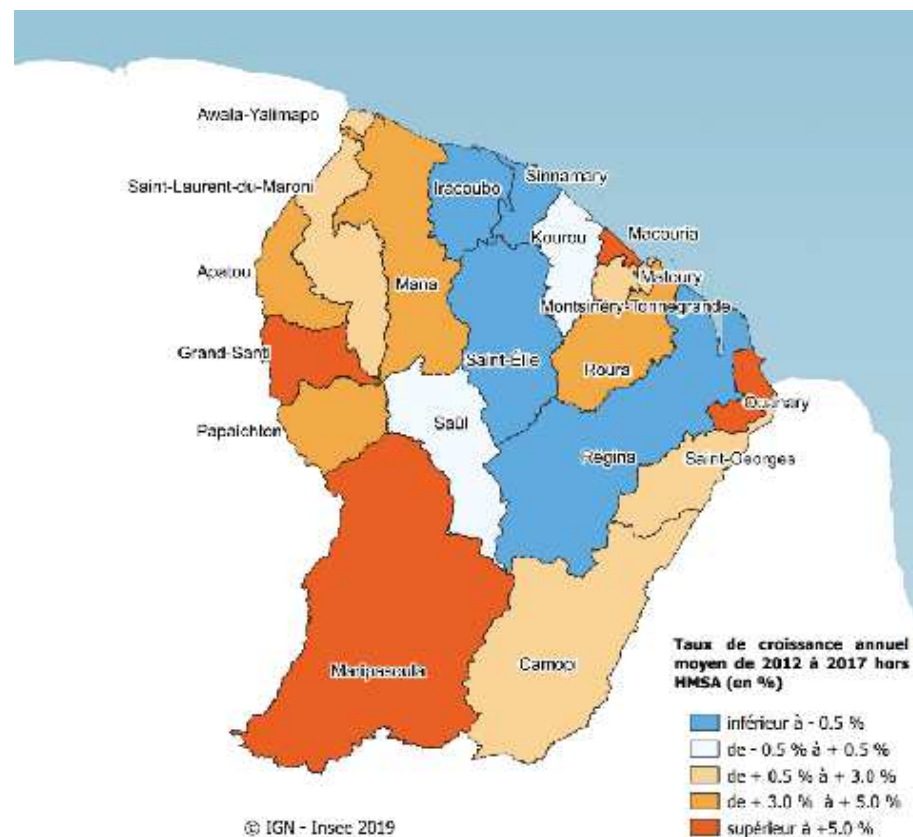 Awala-Yalimapo
Saint-Laurent-du-Maroni
Iracoubo
Sinnamary
Kourou
Macouria
Apatou
Mana
Matoury
Montsinéry-Tonnegrande
Grand-Santi
Saint-Élie
Roura
Papaichton
Saül
Ouanary
Régina
Saint-Georges
Maripasoula
Camopi
Taux de croissance annuel
moyen de 2012 à 2017 hors
HMSA (en %)
inférieur à - 0.5 %
de - 0.5 % à + 0.5 %
de + 0.5 % à + 3.0 %
de + 3.0 % à + 5.0 %
supérieur à +5.0 %
© IGN - Insee 2019